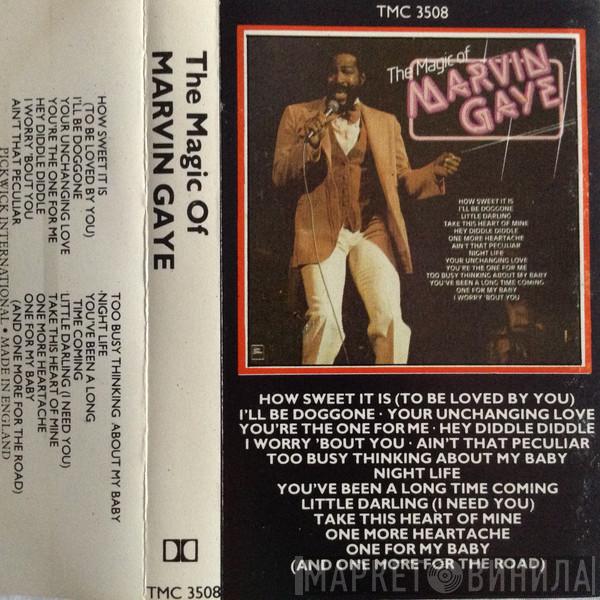 HOW SWEET IT IS
(TO BE LOVED BY YOU)
I'LL BE DOGGONE
YOUR UNCHANGING LOVE
YOU'RE THE ONE FOR ME
HEY DIDDLE DIDDLE
I WORRY 'BOUT YOU
AIN'T THAT PECULIAR
TOO BUSY THINKING ABOUT MY BABY
NIGHT LIFE
YOU'VE BEEN A LONG
TIME COMING
LITTLE DARLING (I NEED YOU)
TAKE THIS HEART OF MINE
ONE MORE HEARTACHE
ONE FOR MY BABY
(AND ONE MORE FOR THE ROAD)
PICKWICK INTERNATIONAL • MADE IN ENGLAND
The Magic Of
MARVIN GAYE
TMC 3508
TMC 3508
The Magic of
MARVIN
GAYE
HOW SWEET IT IS
I'LL BE DOGGONE
LITTLE DARLING
TAKE THIS HEART OF MINE
HEY DIDDLE DIDDLE
ONE MORE HEARTACHE
AIN'T THAT PECULIAR
NIGHT LIFE
YOUR UNCHANGING LOVE
YOU'RE THE ONE FOR ME
TOO BUSY THINKING ABOUT MY BABY
YOU'VE BEEN A LONG TIME COMING
ONE FOR MY BABY
I WORRY 'BOUT YOU
HOW SWEET IT IS (TO BE LOVED BY YOU)
I'LL BE DOGGONE · YOUR UNCHANGING LOVE
YOU'RE THE ONE FOR ME · HEY DIDDLE DIDDLE
I WORRY 'BOUT YOU · AIN'T THAT PECULIAR
TOO BUSY THINKING ABOUT MY BABY
NIGHT LIFE
YOU'VE BEEN A LONG TIME COMING
LITTLE DARLING (I NEED YOU)
TAKE THIS HEART OF MINE
ONE MORE HEARTACHE
ONE FOR MY BABY
(AND ONE MORE FOR THE ROAD)
МАРКЕТ ВИНИЛА